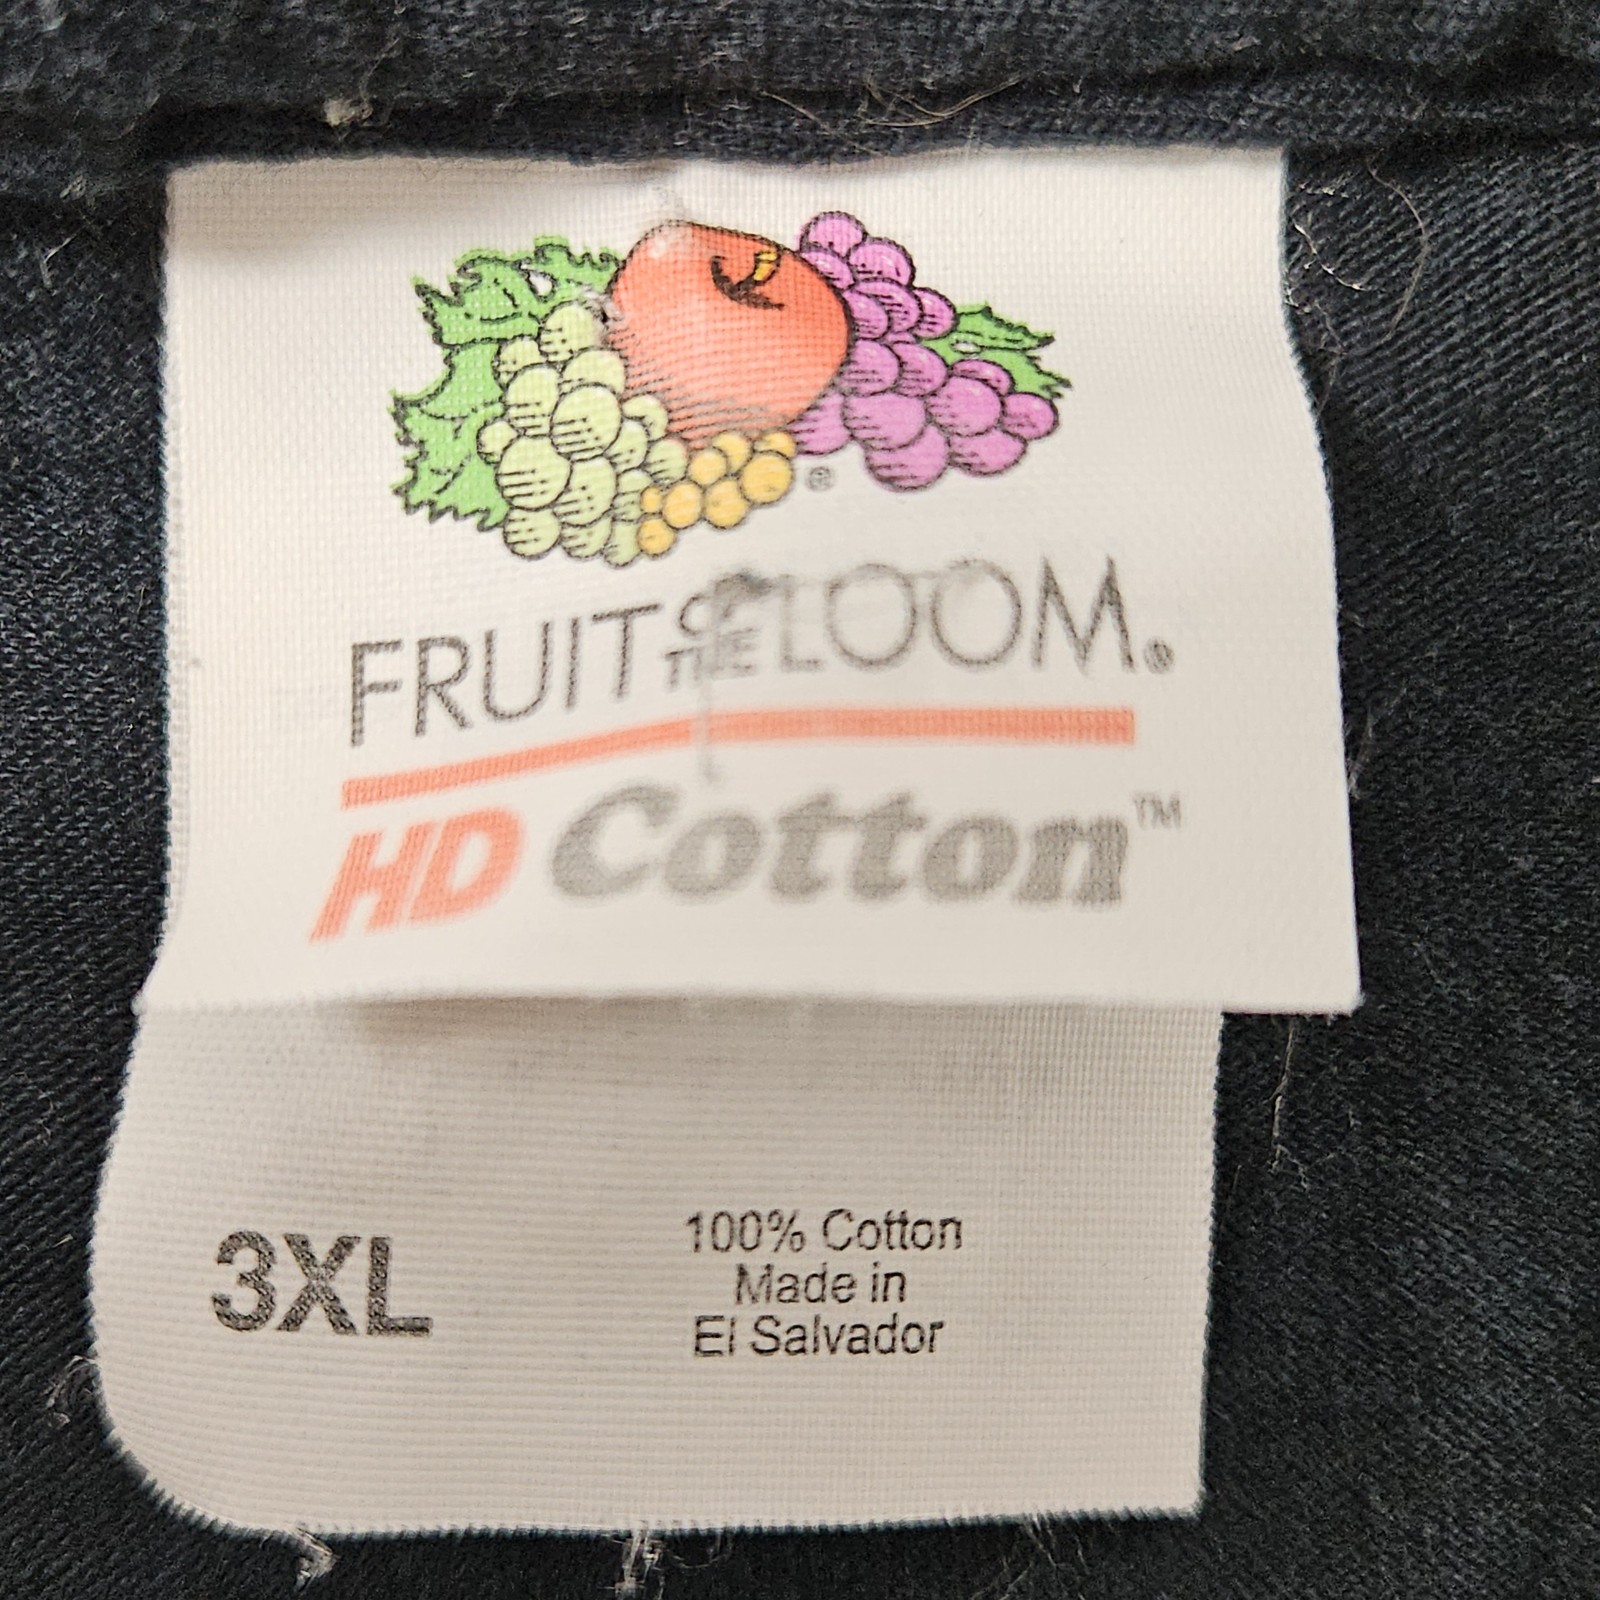 ®
FRUIT OF THE LOOM®
HD Cotton™
3XL
100% Cotton
Made in
El Salvador